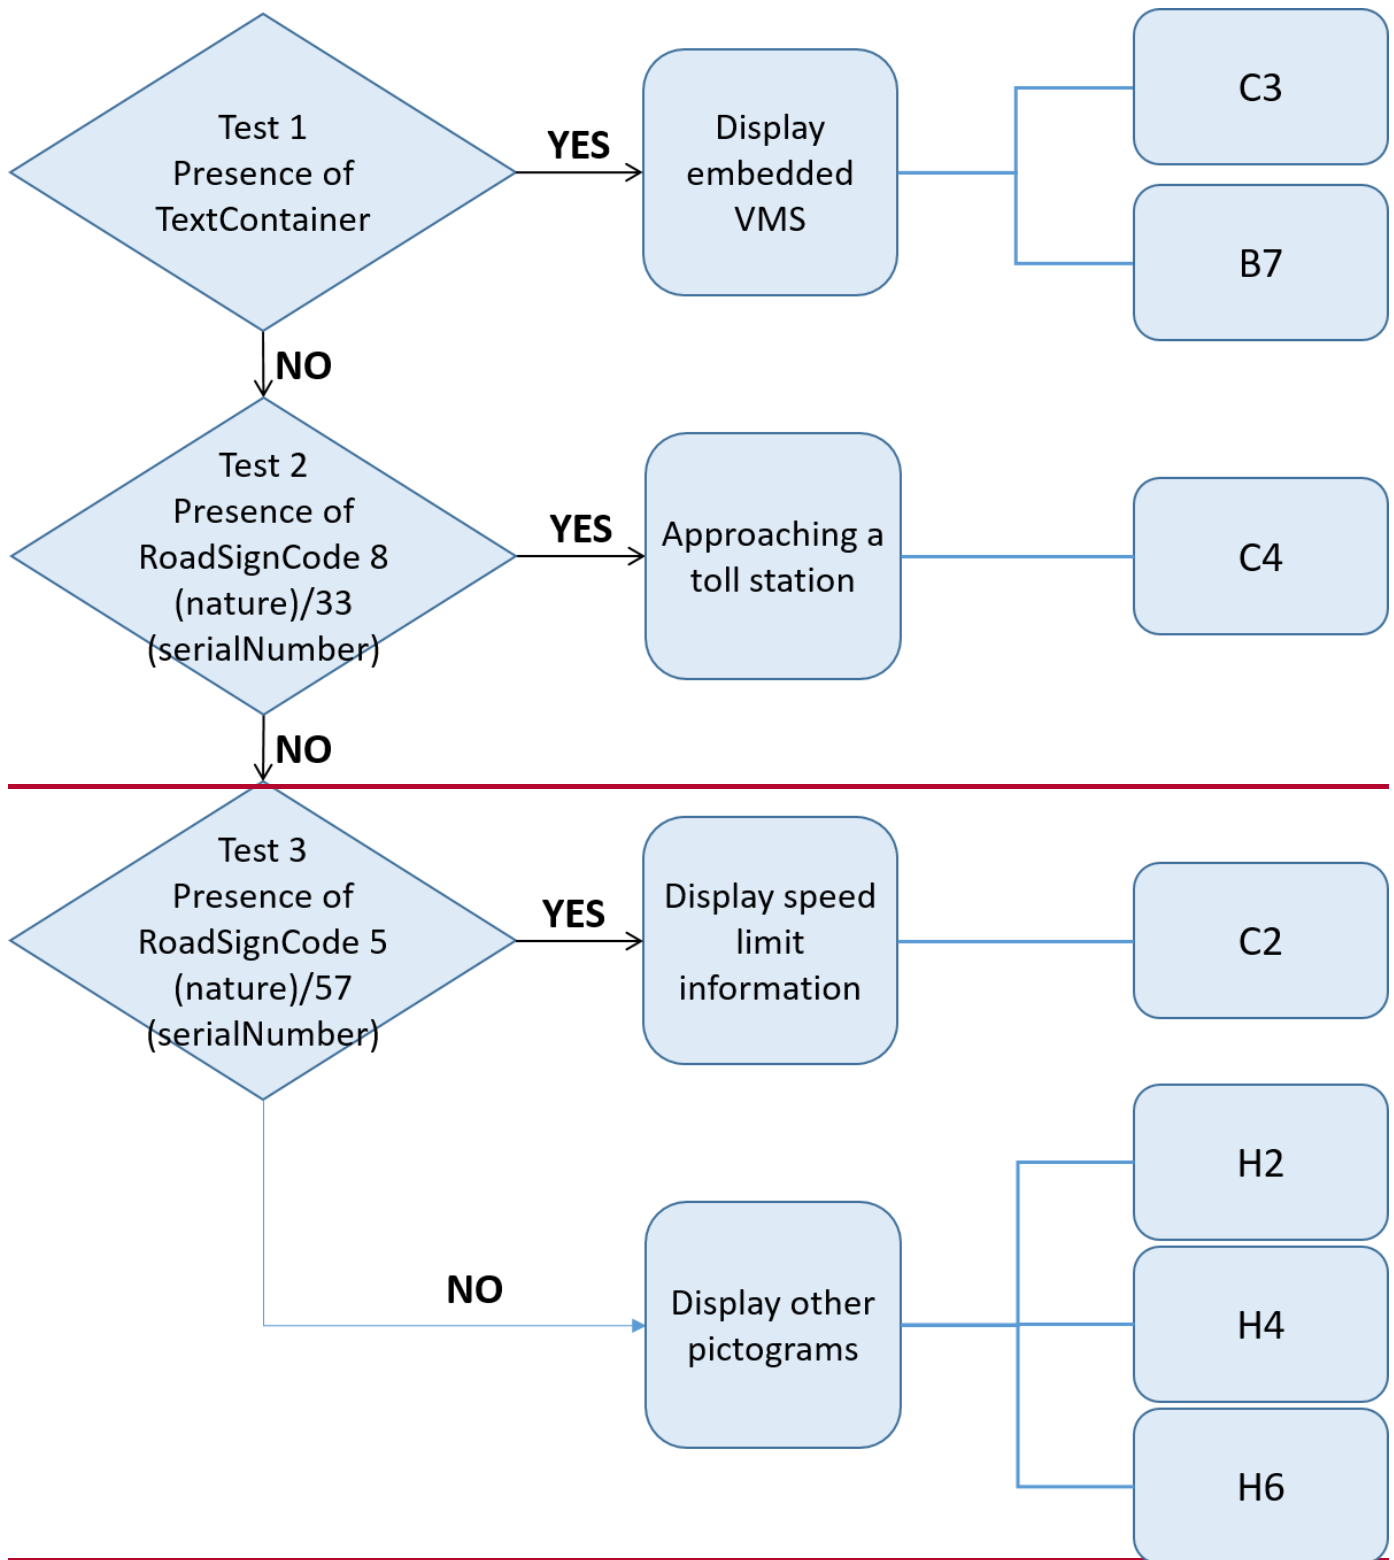 Test 1
Presence of
TextContainer
YES
Display
embedded
VMS
C3
B7
NO
Test 2
Presence of
RoadSignCode 8
(nature)/33
(serialNumber)
YES
Approaching a
toll station
C4
NO
Test 3
Presence of
RoadSignCode 5
(nature)/57
(serialNumber)
YES
Display speed
limit
information
C2
NO
Display other
pictograms
H2
H4
H6